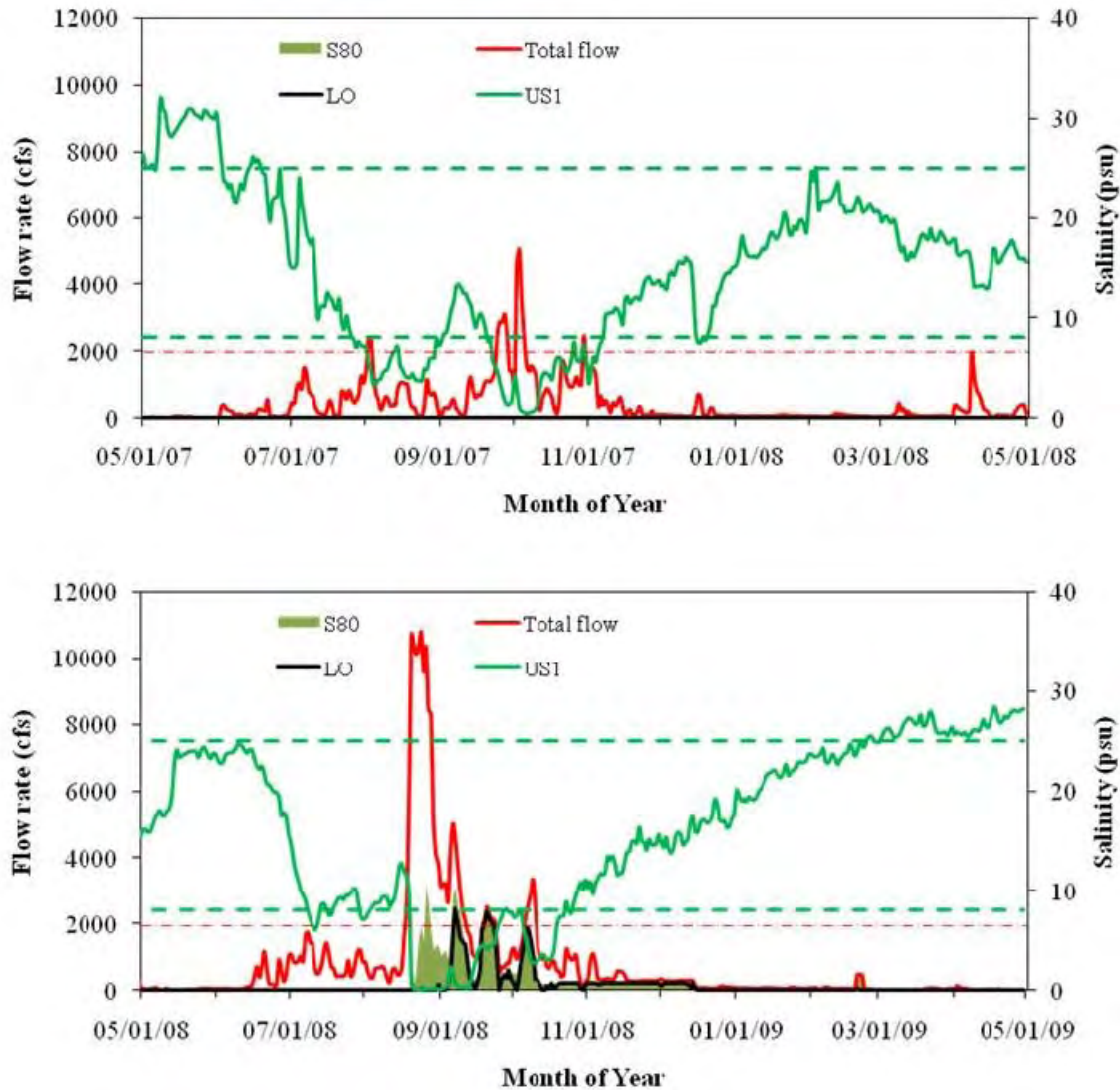 12000 40
S80 Total flow
LO US1
10000
30
8000
6000 20
4000
10
2000
0 0
Flow rate (cfs)
Salinity (psu)
05/01/07 07/01/07 09/01/07 11/01/07 01/01/08 03/01/08 05/01/08
Month of Year
12000 40
S80 Total flow
LO US1
10000
30
8000
6000 20
4000
10
2000
0 0
Flow rate (cfs)
Salinity (psu)
05/01/08 07/01/08 09/01/08 11/01/08 01/01/09 03/01/09 05/01/09
Month of Year